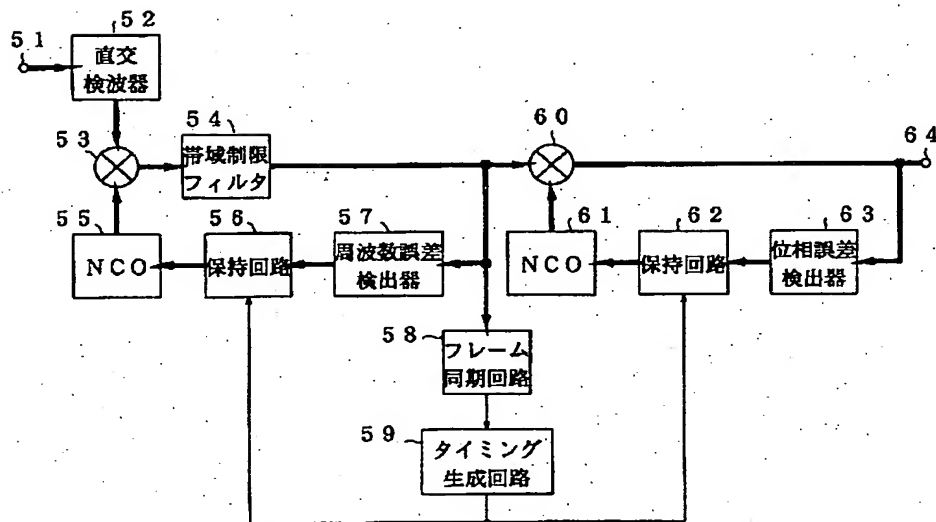 51
52
直交
検波器
53
54
帯域制限
フィルタ
60
64
55
NCO
56
保持回路
57
周波数誤差
検出器
61
NCO
62
保持回路
63
位相誤差
検出器
58
フレーム
同期回路
59
タイミング
生成回路